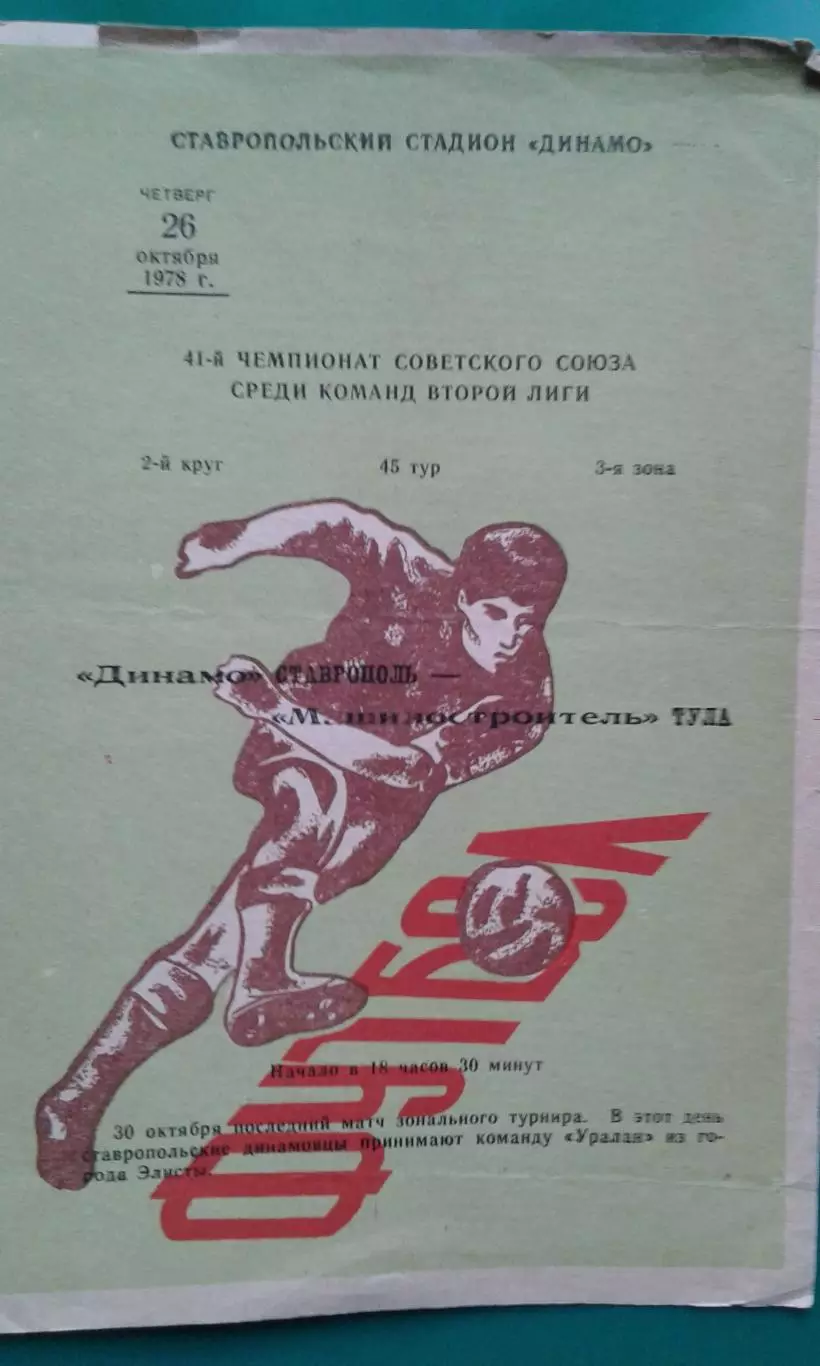 СТАВРОПОЛЬСКИЙ СТАДИОН «ДИНАМО»
ЧЕТВЕРГ
26
октября
1978 г.
41-й ЧЕМПИОНАТ СОВЕТСКОГО СОЮЗА
СРЕДИ КОМАНД ВТОРОЙ ЛИГИ
2-й круг 45 тур 3-я зона
«Динамо» СТАВРОПОЛЬ —
«Машиностроитель» ТУЛА
ФУТБОЛ
Начало в 18 часов 30 минут
30 октября последний матч зонального турнира. В этот день
ставропольские динамовцы принимают команду «Уралан» из го-
рода Элисты.